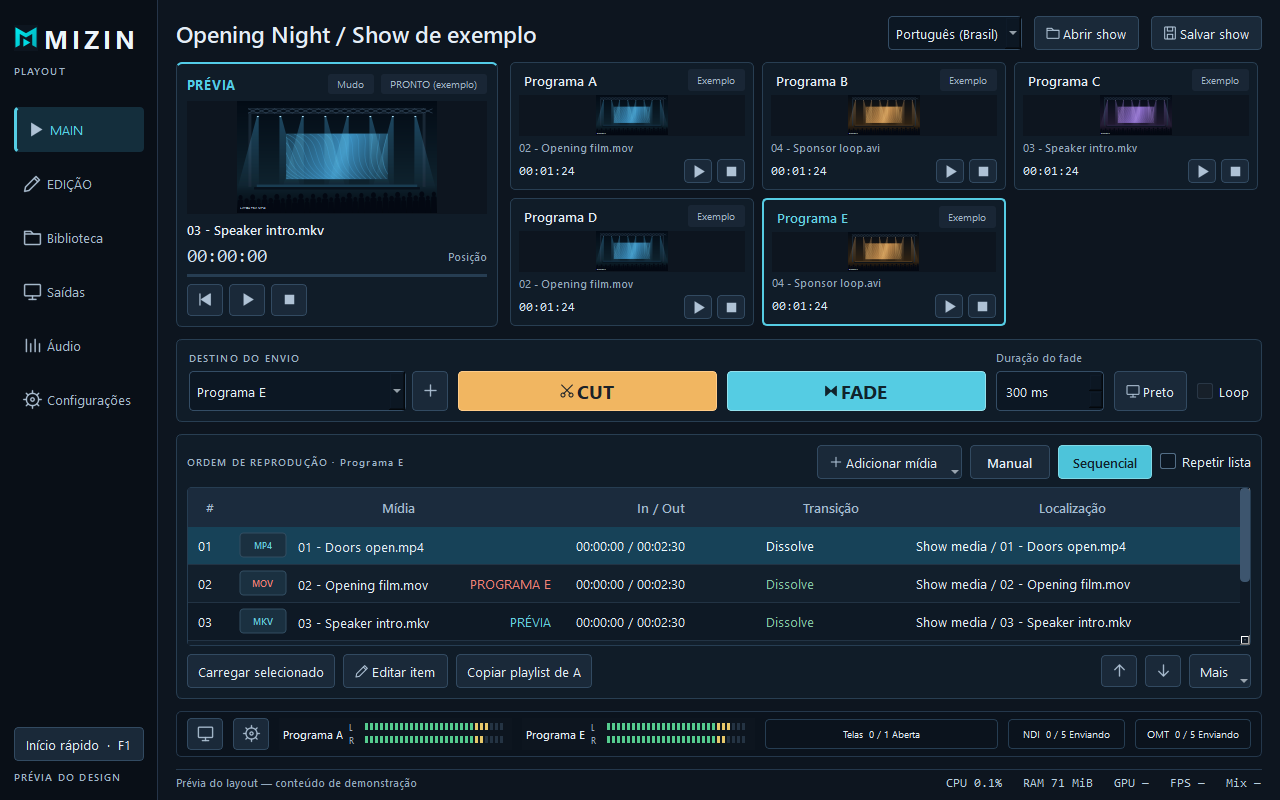 MIZIN
PLAYOUT
MAIN
EDIÇÃO
Biblioteca
Saídas
Áudio
Configurações
Início rápido · F1
PRÉVIA DO DESIGN
Opening Night / Show de exemplo
Português (Brasil)
Abrir show
Salvar show
PRÉVIA
Mudo
PRONTO (exemplo)
03 - Speaker intro.mkv
00:00:00
Posição
Programa A
Exemplo
02 - Opening film.mov
00:01:24
Programa B
Exemplo
04 - Sponsor loop.avi
00:01:24
Programa C
Exemplo
03 - Speaker intro.mkv
00:01:24
Programa D
Exemplo
02 - Opening film.mov
00:01:24
Programa E
Exemplo
04 - Sponsor loop.avi
00:01:24
DESTINO DO ENVIO
Programa E
CUT
FADE
Duração do fade
300 ms
Preto
Loop
ORDEM DE REPRODUÇÃO · Programa E
Adicionar mídia
Manual
Sequencial
Repetir lista
# Mídia In / Out Transição Localização
01 MP4 01 - Doors open.mp4 00:00:00 / 00:02:30 Dissolve Show media / 01 - Doors open.mp4
02 MOV 02 - Opening film.mov PROGRAMA E 00:00:00 / 00:02:30 Dissolve Show media / 02 - Opening film.mov
03 MKV 03 - Speaker intro.mkv PRÉVIA 00:00:00 / 00:02:30 Dissolve Show media / 03 - Speaker intro.mkv
Carregar selecionado
Editar item
Copiar playlist de A
Mais
Programa A L R
Programa E L R
Telas 0 / 1 Aberta
NDI 0 / 5 Enviando
OMT 0 / 5 Enviando
Prévia do layout — conteúdo de demonstração
CPU 0.1% RAM 71 MiB GPU — FPS — Mix —